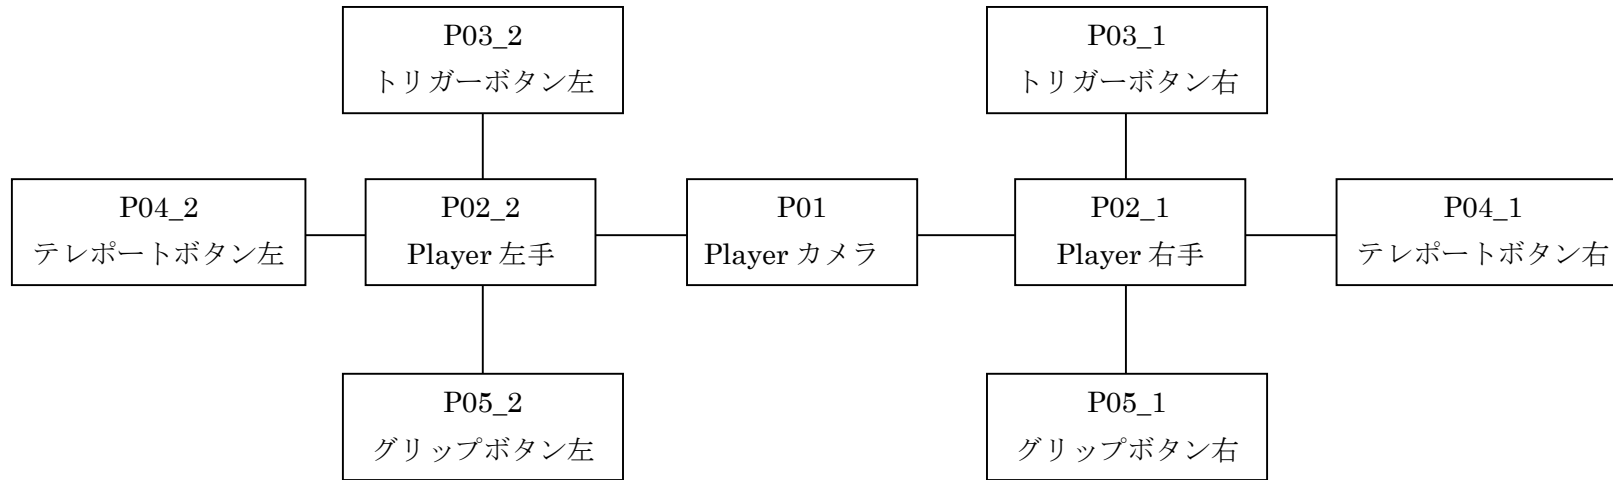 P03_2
トリガーボタン左
P03_1
トリガーボタン右
P04_2
テレポートボタン左
P02_2
Player 左手
P01
Player カメラ
P02_1
Player 右手
P04_1
テレポートボタン右
P05_2
グリップボタン左
P05_1
グリップボタン右